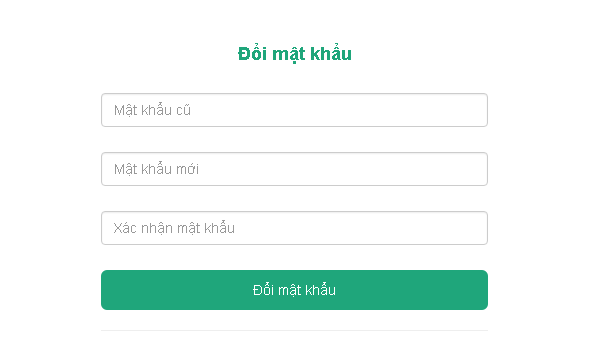 Đổi mật khẩu
Mật khẩu cũ
Mật khẩu mới
Xác nhận mật khẩu
Đổi mật khẩu